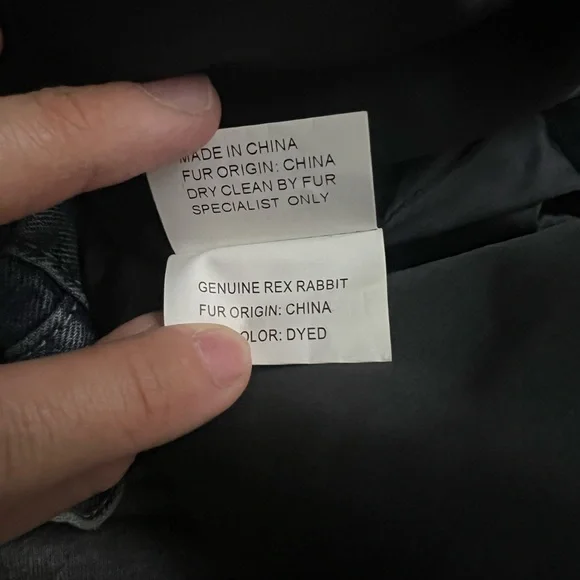 MADE IN CHINA
FUR ORIGIN: CHINA
DRY CLEAN BY FUR
SPECIALIST ONLY
GENUINE REX RABBIT
FUR ORIGIN: CHINA
OLOR: DYED